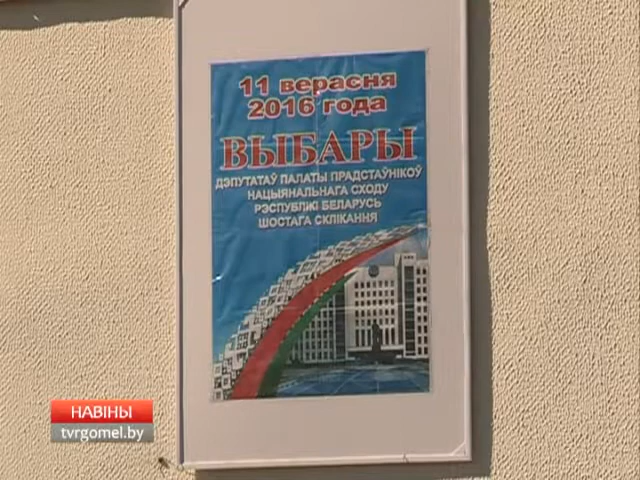 11 верасня
2016 года
ВЫБАРЫ
ДЭПУТАТАЎ ПАЛАТЫ ПРАДСТАЎНІКОЎ
НАЦЫЯНАЛЬНАГА СХОДУ
РЭСПУБЛІКІ БЕЛАРУСЬ
ШОСТАГА СКЛІКАННЯ
НАВІНЫ
tvrgomel.by